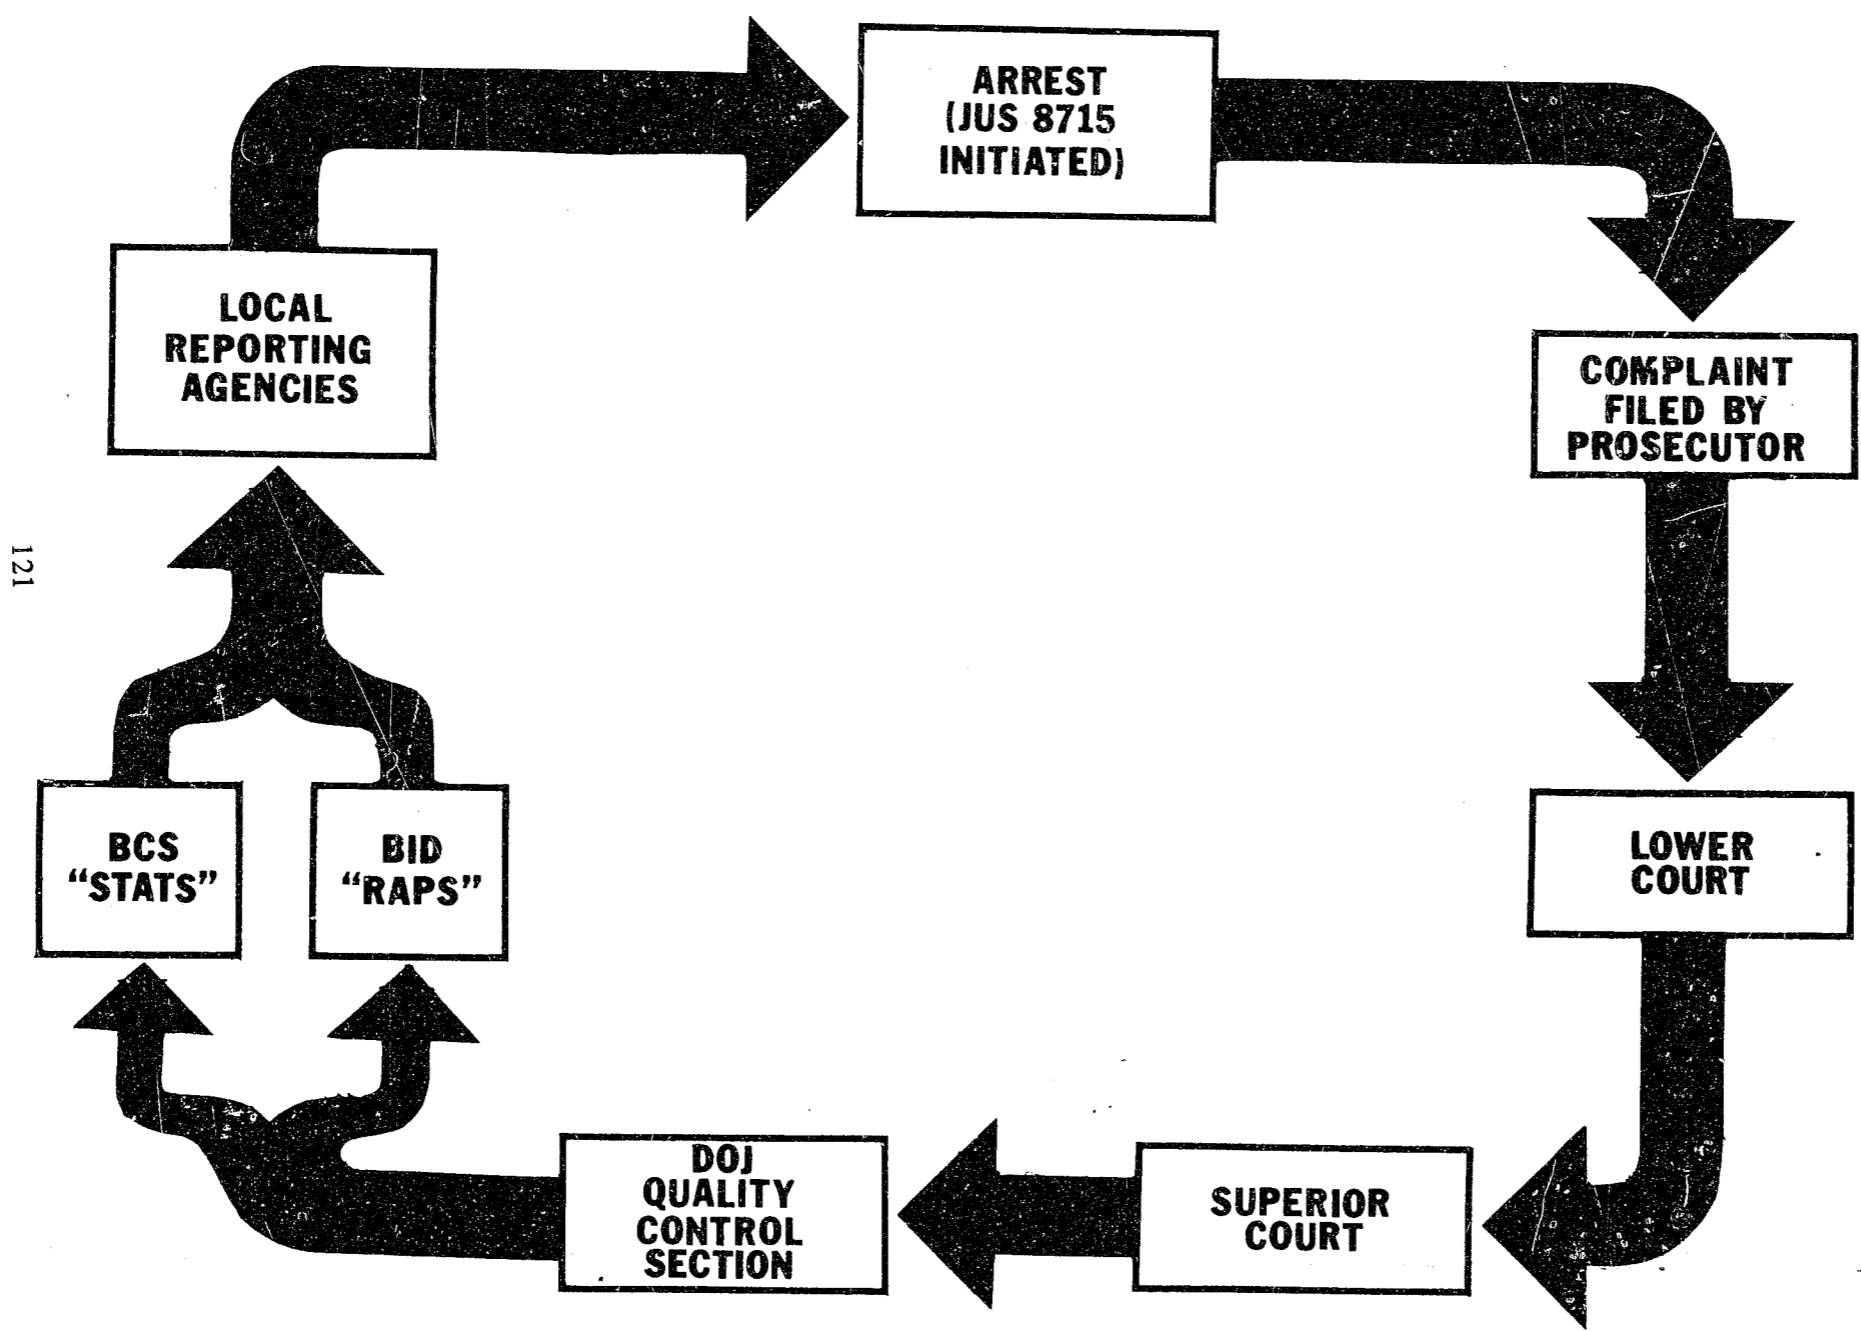 ARREST
(JUS 8715
INITIATED)
LOCAL
REPORTING
AGENCIES
COMPLAINT
FILED BY
PROSECUTOR
121
BCS
“STATS”
BID
“RAPS”
LOWER
COURT
DOJ
QUALITY
CONTROL
SECTION
SUPERIOR
COURT